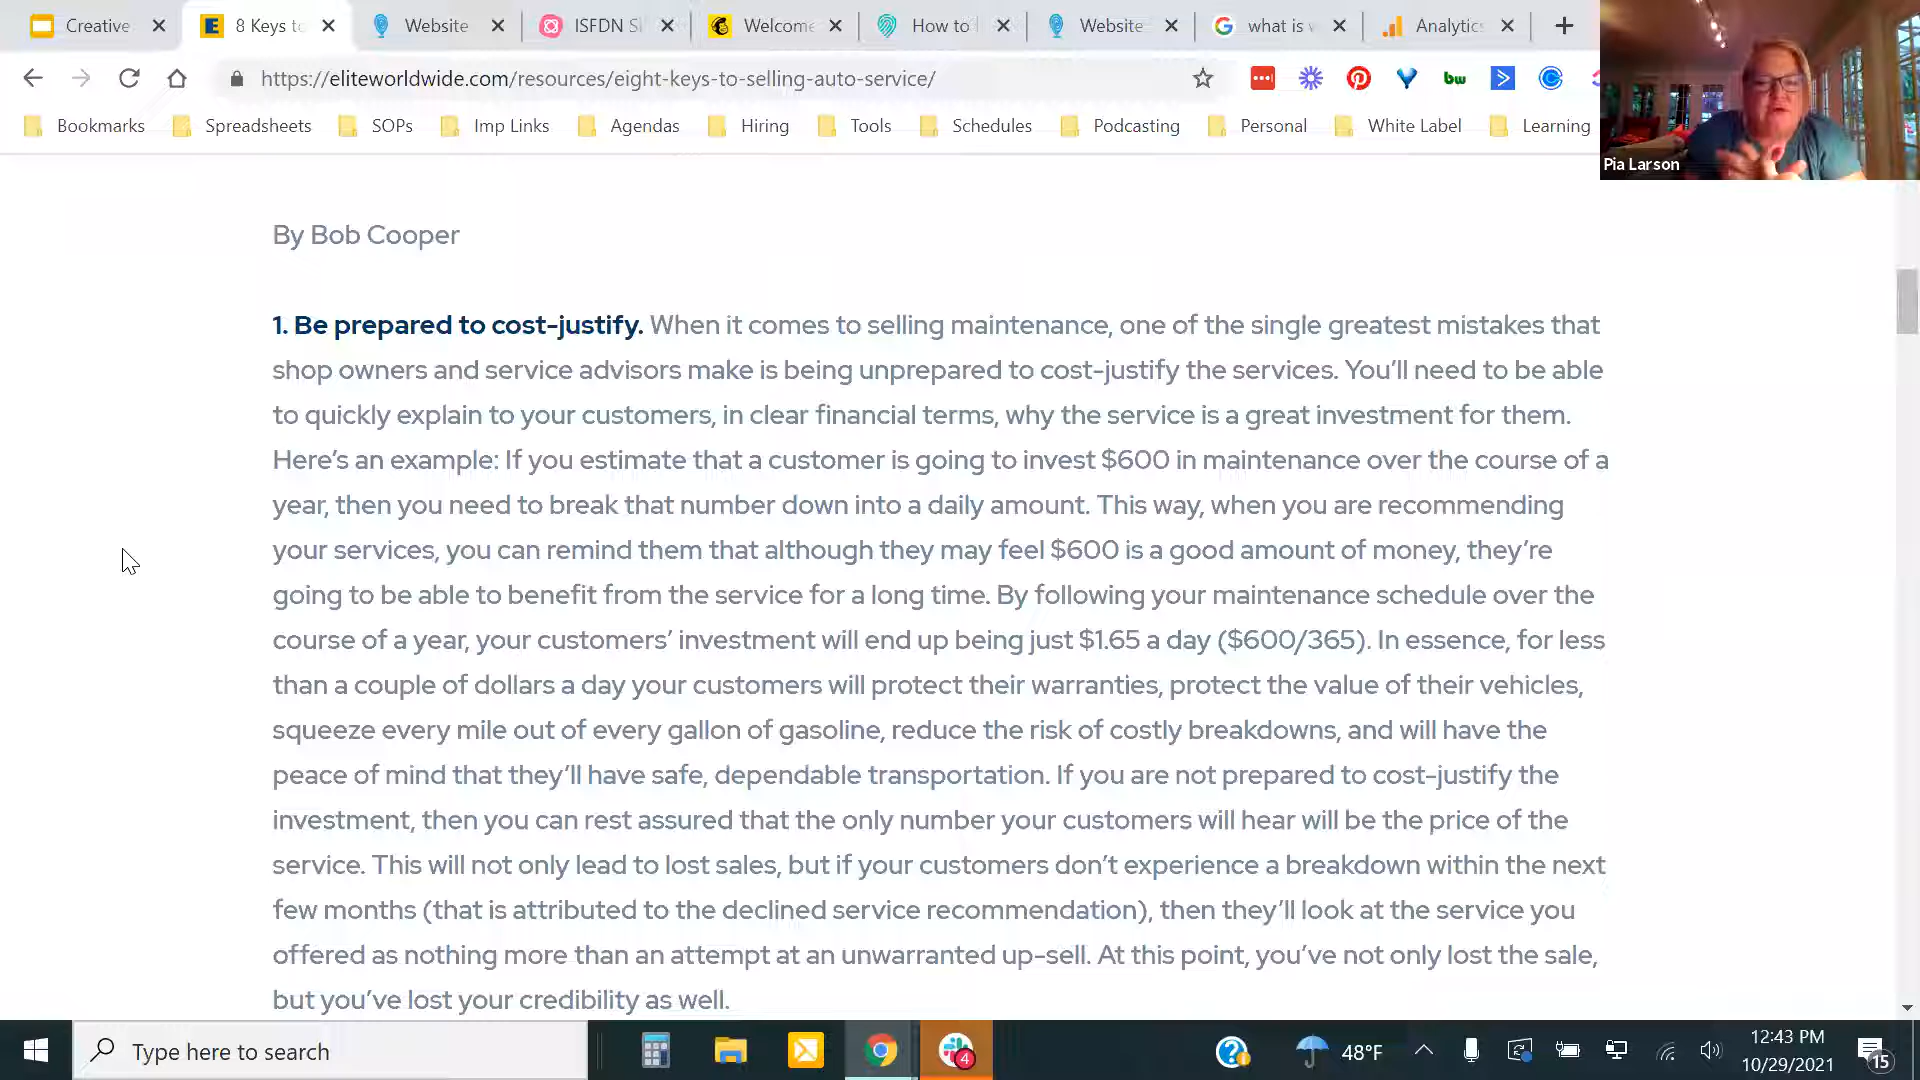 Creative
8 Keys to
Website
ISFDN SI
Welcome
How to
Website
what is
Analytics
https://eliteworldwide.com/resources/eight-keys-to-selling-auto-service/
bw
Bookmarks
Spreadsheets
SOPs
Imp Links
Agendas
Hiring
Tools
Schedules
Podcasting
Personal
White Label
Learning
Pia Larson
By Bob Cooper
1. Be prepared to cost-justify. When it comes to selling maintenance, one of the single greatest mistakes that
shop owners and service advisors make is being unprepared to cost-justify the services. You’ll need to be able
to quickly explain to your customers, in clear financial terms, why the service is a great investment for them.
Here’s an example: If you estimate that a customer is going to invest $600 in maintenance over the course of a
year, then you need to break that number down into a daily amount. This way, when you are recommending
your services, you can remind them that although they may feel $600 is a good amount of money, they’re
going to be able to benefit from the service for a long time. By following your maintenance schedule over the
course of a year, your customers’ investment will end up being just $1.65 a day ($600/365). In essence, for less
than a couple of dollars a day your customers will protect their warranties, protect the value of their vehicles,
squeeze every mile out of every gallon of gasoline, reduce the risk of costly breakdowns, and will have the
peace of mind that they’ll have safe, dependable transportation. If you are not prepared to cost-justify the
investment, then you can rest assured that the only number your customers will hear will be the price of the
service. This will not only lead to lost sales, but if your customers don’t experience a breakdown within the next
few months (that is attributed to the declined service recommendation), then they’ll look at the service you
offered as nothing more than an attempt at an unwarranted up-sell. At this point, you’ve not only lost the sale,
but you’ve lost your credibility as well.
Type here to search
4
48°F
12:43 PM
10/29/2021
15